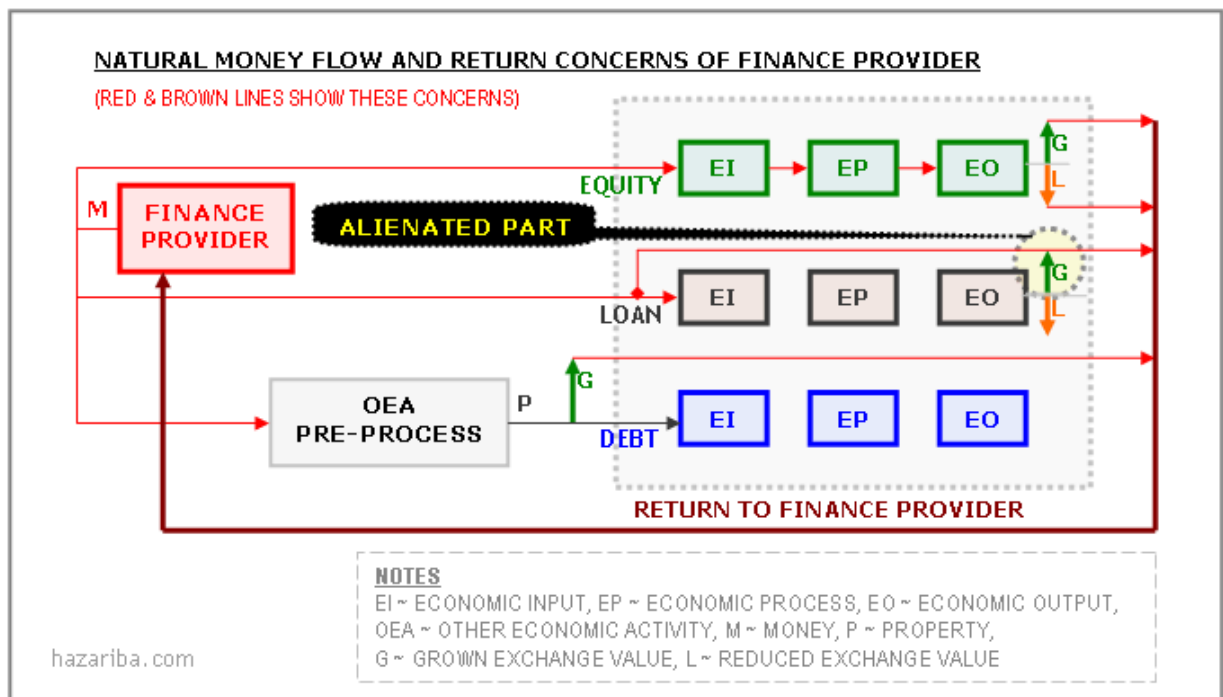 NATURAL MONEY FLOW AND RETURN CONCERNS OF FINANCE PROVIDER
(RED & BROWN LINES SHOW THESE CONCERNS)
EI
EP
EO
G
L
EQUITY
M
FINANCE
PROVIDER
ALIENATED PART
EI
EP
EO
G
L
LOAN
OEA
PRE-PROCESS
P
G
DEBT
EI
EP
EO
RETURN TO FINANCE PROVIDER
NOTES
EI ~ ECONOMIC INPUT, EP ~ ECONOMIC PROCESS, EO ~ ECONOMIC OUTPUT,
OEA ~ OTHER ECONOMIC ACTIVITY, M ~ MONEY, P ~ PROPERTY,
G ~ GROWN EXCHANGE VALUE, L ~ REDUCED EXCHANGE VALUE
hazariba.com